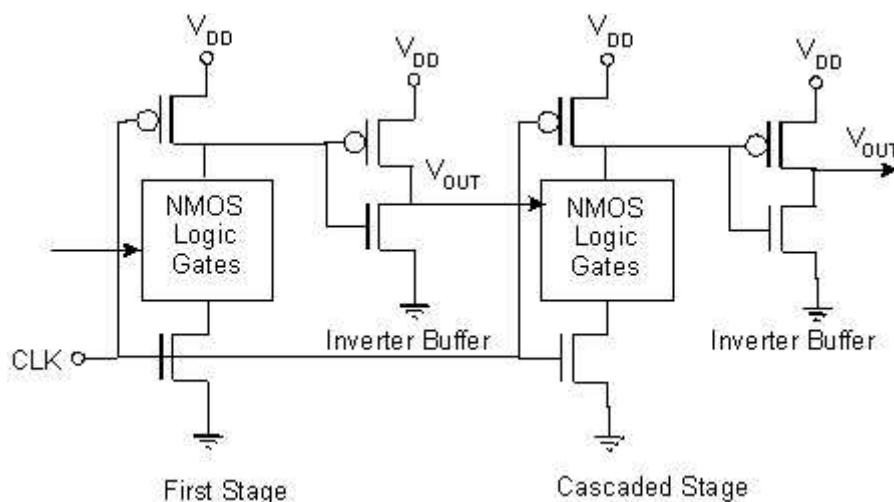 V_DD
V_DD
V_DD
V_DD
V_OUT
V_OUT
NMOS
Logic
Gates
NMOS
Logic
Gates
Inverter Buffer
Inverter Buffer
CLK
First Stage
Cascaded Stage